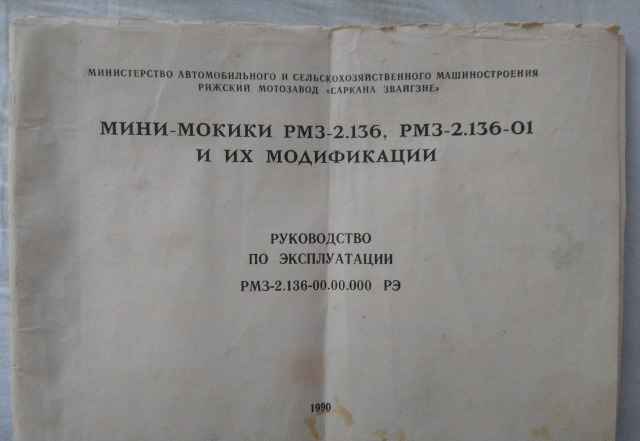 МИНИСТЕРСТВО АВТОМОБИЛЬНОГО И СЕЛЬСКОХОЗЯЙСТВЕННОГО МАШИНОСТРОЕНИЯ
РИЖСКИЙ МОТОЗАВОД «САРКАНА ЗВАЙГЗНЕ»
МИНИ-МОКИКИ РМЗ-2.136, РМЗ-2.136-01
И ИХ МОДИФИКАЦИИ
РУКОВОДСТВО
ПО ЭКСПЛУАТАЦИИ
РМЗ-2.136-00.00.000 РЭ
1990